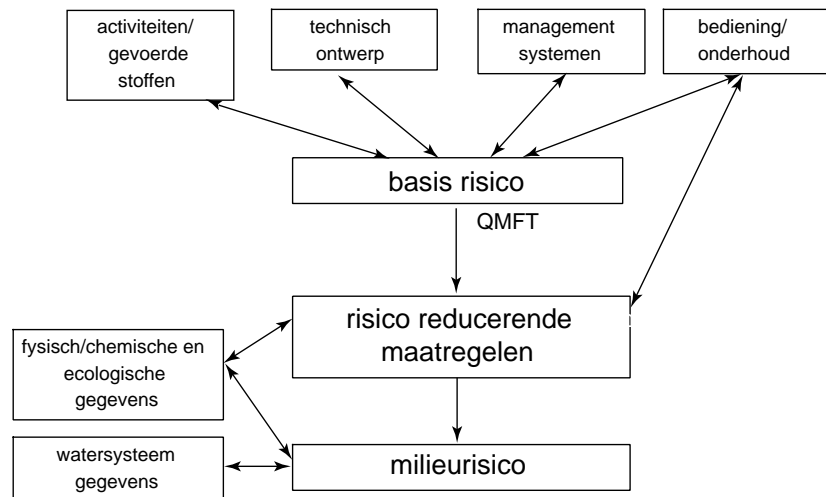 activiteiten/
gevoerde
stoffen
technisch
ontwerp
management
systemen
bediening/
onderhoud
basis risico
QMFT
risico reducerende
maatregelen
fysisch/chemische en
ecologische
gegevens
watersysteem
gegevens
milieurisico